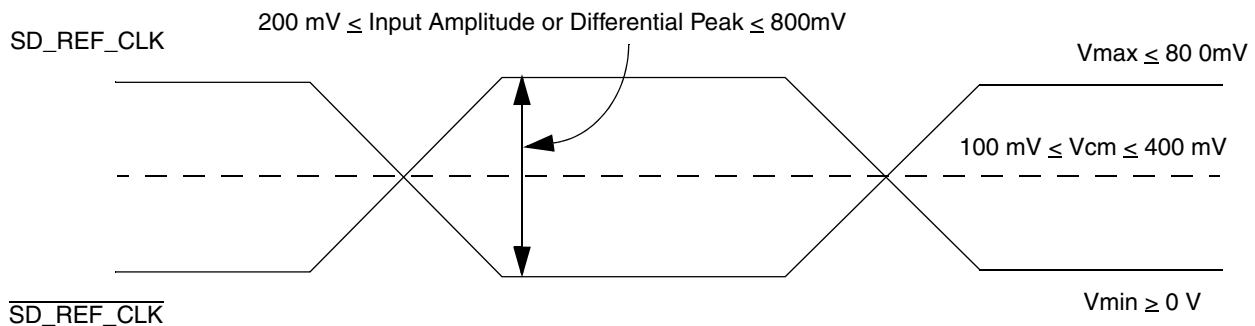 200 mV ≤ Input Amplitude or Differential Peak ≤ 800mV
SD_REF_CLK
Vmax ≤ 80 0mV
100 mV ≤ Vcm ≤ 400 mV
Vmin ≥ 0 V
S̅D̅_̅R̅E̅F̅_̅C̅L̅K̅